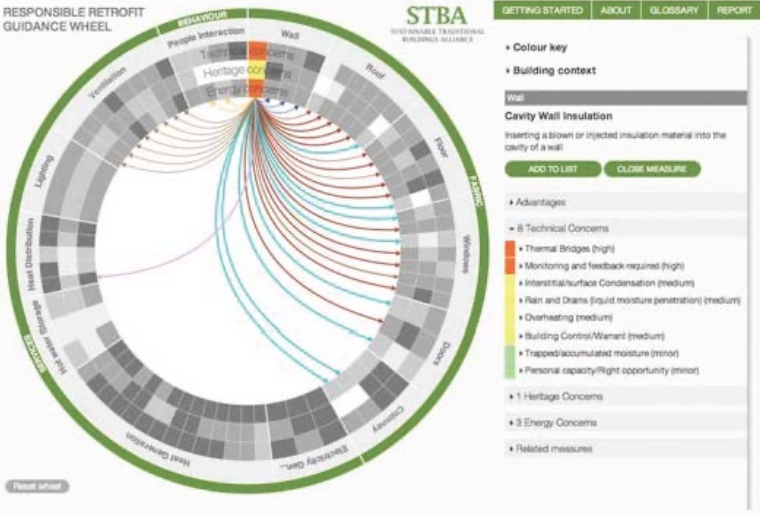 RESPONSIBLE RETROFIT
GUIDANCE WHEEL
STBA
SUSTAINABLE TRADITIONAL
BUILDINGS ALLIANCE
GETTING STARTED
ABOUT
GLOSSARY
REPORT
BEHAVIOUR
FABRIC
SERVICES
People Interaction
Wall
Roof
Floor
Windows
Doors
Chimney
Electricity Gen...
Heat Generation
Hot water Storage
Heat Distribution
Lighting
Ventilation
Technical concerns
Heritage concerns
Energy concerns
Reset wheel
Colour key
Building context
Wall
Cavity Wall Insulation
Inserting a blown or injected insulation material into the
cavity of a wall
ADD TO LIST
CLOSE MEASURE
Advantages
8 Technical Concerns
Thermal Bridges (high)
Monitoring and feedback required (high)
Interstitial/surface Condensation (medium)
Rain and Drains (liquid moisture penetration) (medium)
Overheating (medium)
Building Control/Warrant (medium)
Trapped/accumulated moisture (minor)
Personal capacity/Right opportunity (minor)
1 Heritage Concerns
3 Energy Concerns
Related measures